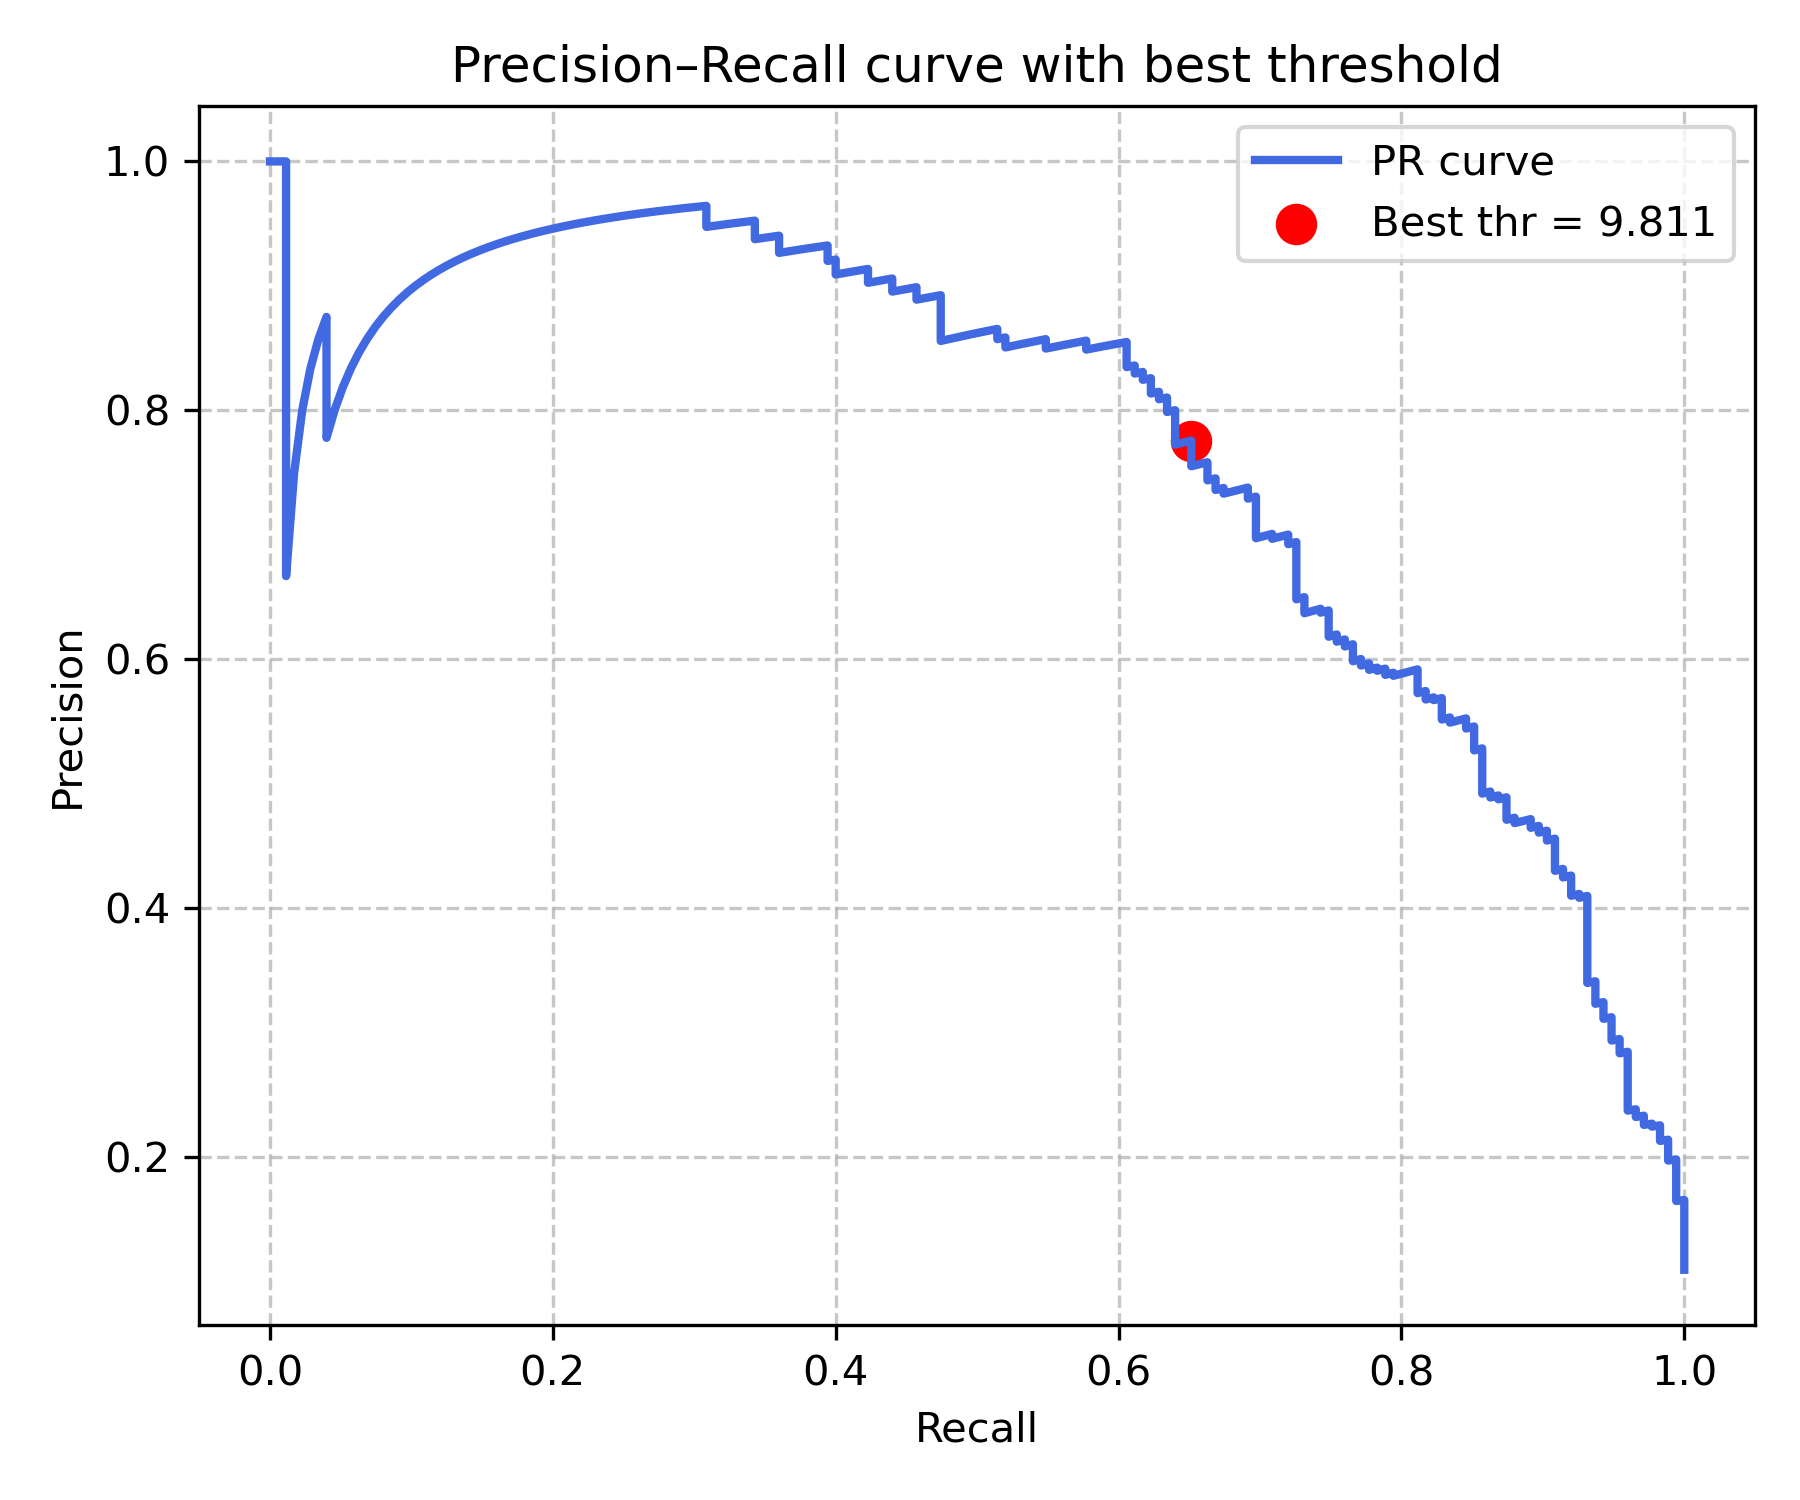 Precision–Recall curve with best threshold
PR curve
Best thr = 9.811
Precision
1.0
0.8
0.6
0.4
0.2
0.0 0.2 0.4 0.6 0.8 1.0
Recall